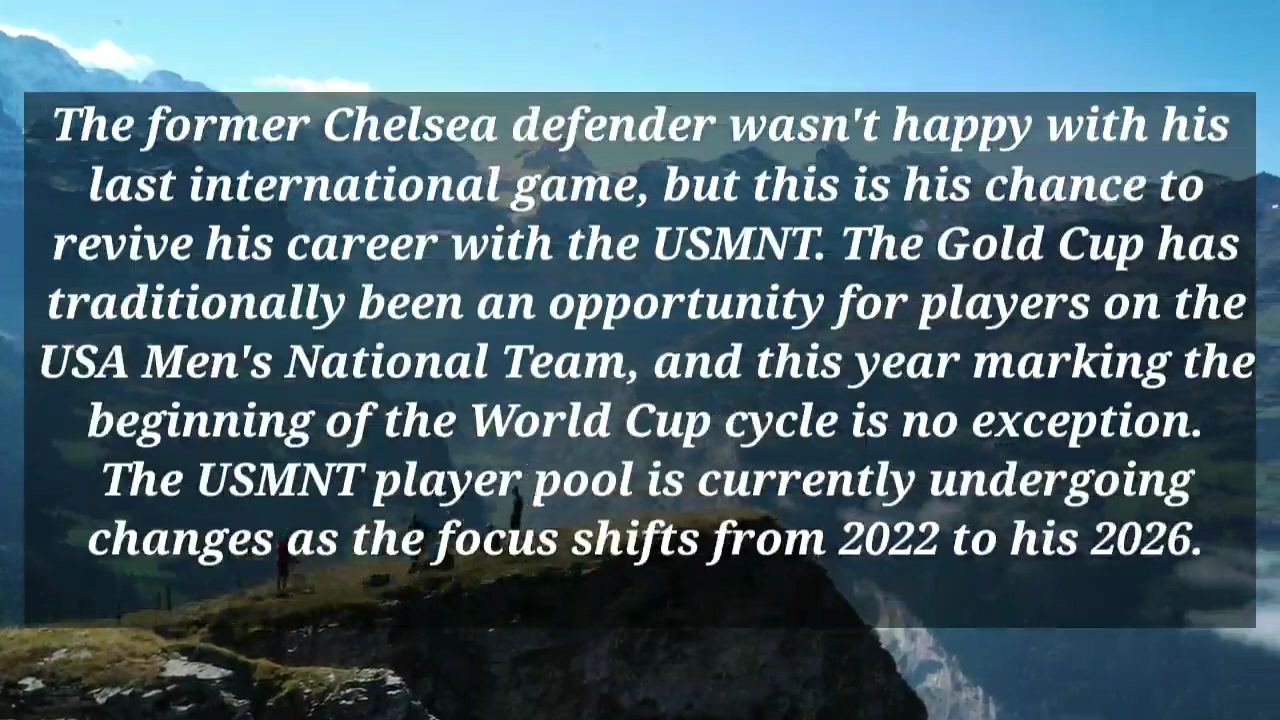 The former Chelsea defender wasn't happy with his
last international game, but this is his chance to
revive his career with the USMNT. The Gold Cup has
traditionally been an opportunity for players on the
USA Men's National Team, and this year marking the
beginning of the World Cup cycle is no exception.
The USMNT player pool is currently undergoing
changes as the focus shifts from 2022 to his 2026.